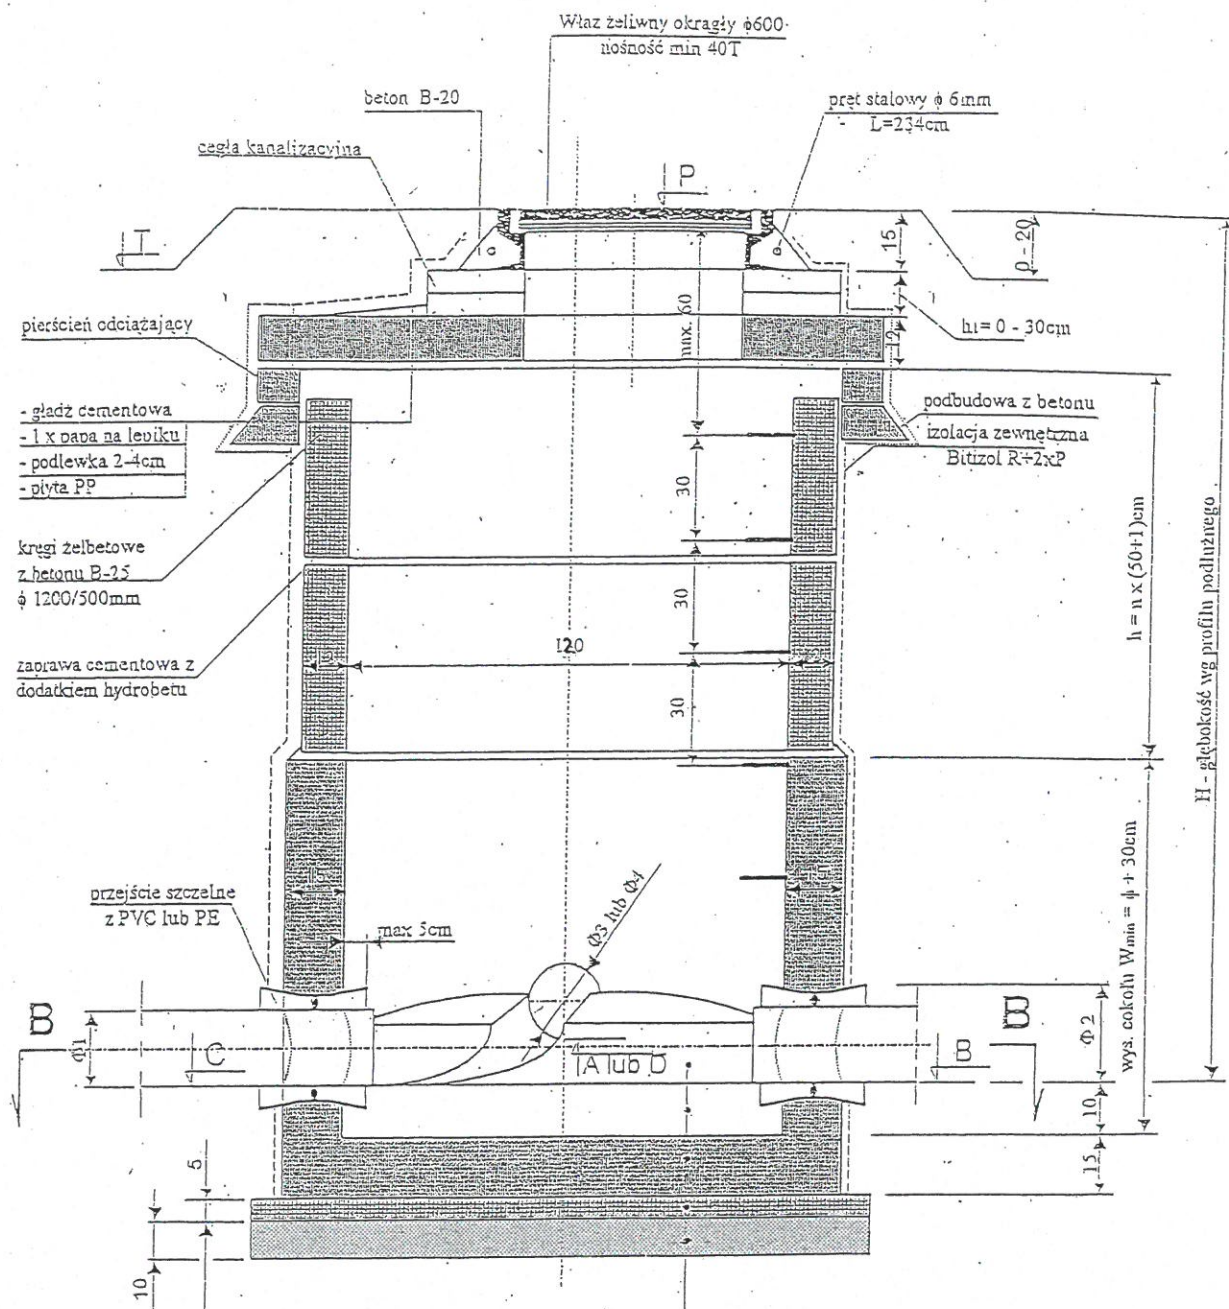 Właz żeliwny okrągły ϕ600
nośność min 40T
beton B-20
pręt stalowy ϕ 6mm
L=234cm
cegła kanalizacyjna
P
T
15
0 - 20
max. 60
h1= 0 - 30cm
12
pierścień odciążający
- gładź cementowa
- 1 x papa na lepiku
- podlewka 2-4cm
- płyta PP
podbudowa z betonu
izolacja zewnętrzna
Bitizol R+2xP
30
kręgi żelbetowe
z betonu B-25
ϕ 1200/500mm
30
h = n x (50+1)cm
H - głębokość wg profilu podłużnego
zaprawa cementowa z
dodatkiem hydrobetu
120
30
15
15
przejście szczelne
z PVC lub PE
max 5cm
Φ3 lub Φ4
wys. cokołu Wmin = ϕ + 30cm
B
B
Φ1
C
A lub D
B
Φ2
10
15
5
10